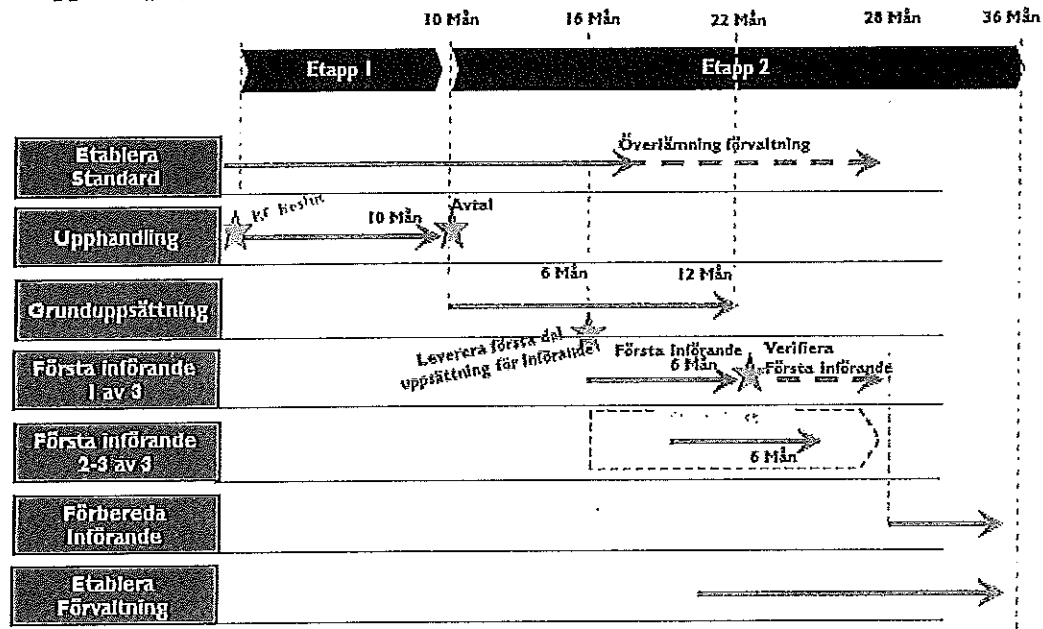 10 Mån 16 Mån 22 Mån 28 Mån 36 Mån
Etapp 1 Etapp 2
Etablera
Standard
Överlämning förvaltning
Upphandling
Beslut
10 Mån
Avtal
Grunduppsättning
6 Mån 12 Mån
Leverera första del
uppsättning för Införande
Första införande
1 av 3
Första Införande
6 Mån
Verifiera
Första Införande
Första införande
2-3 av 3
6 Mån
Förbereda
Införande
Etablera
Förvaltning